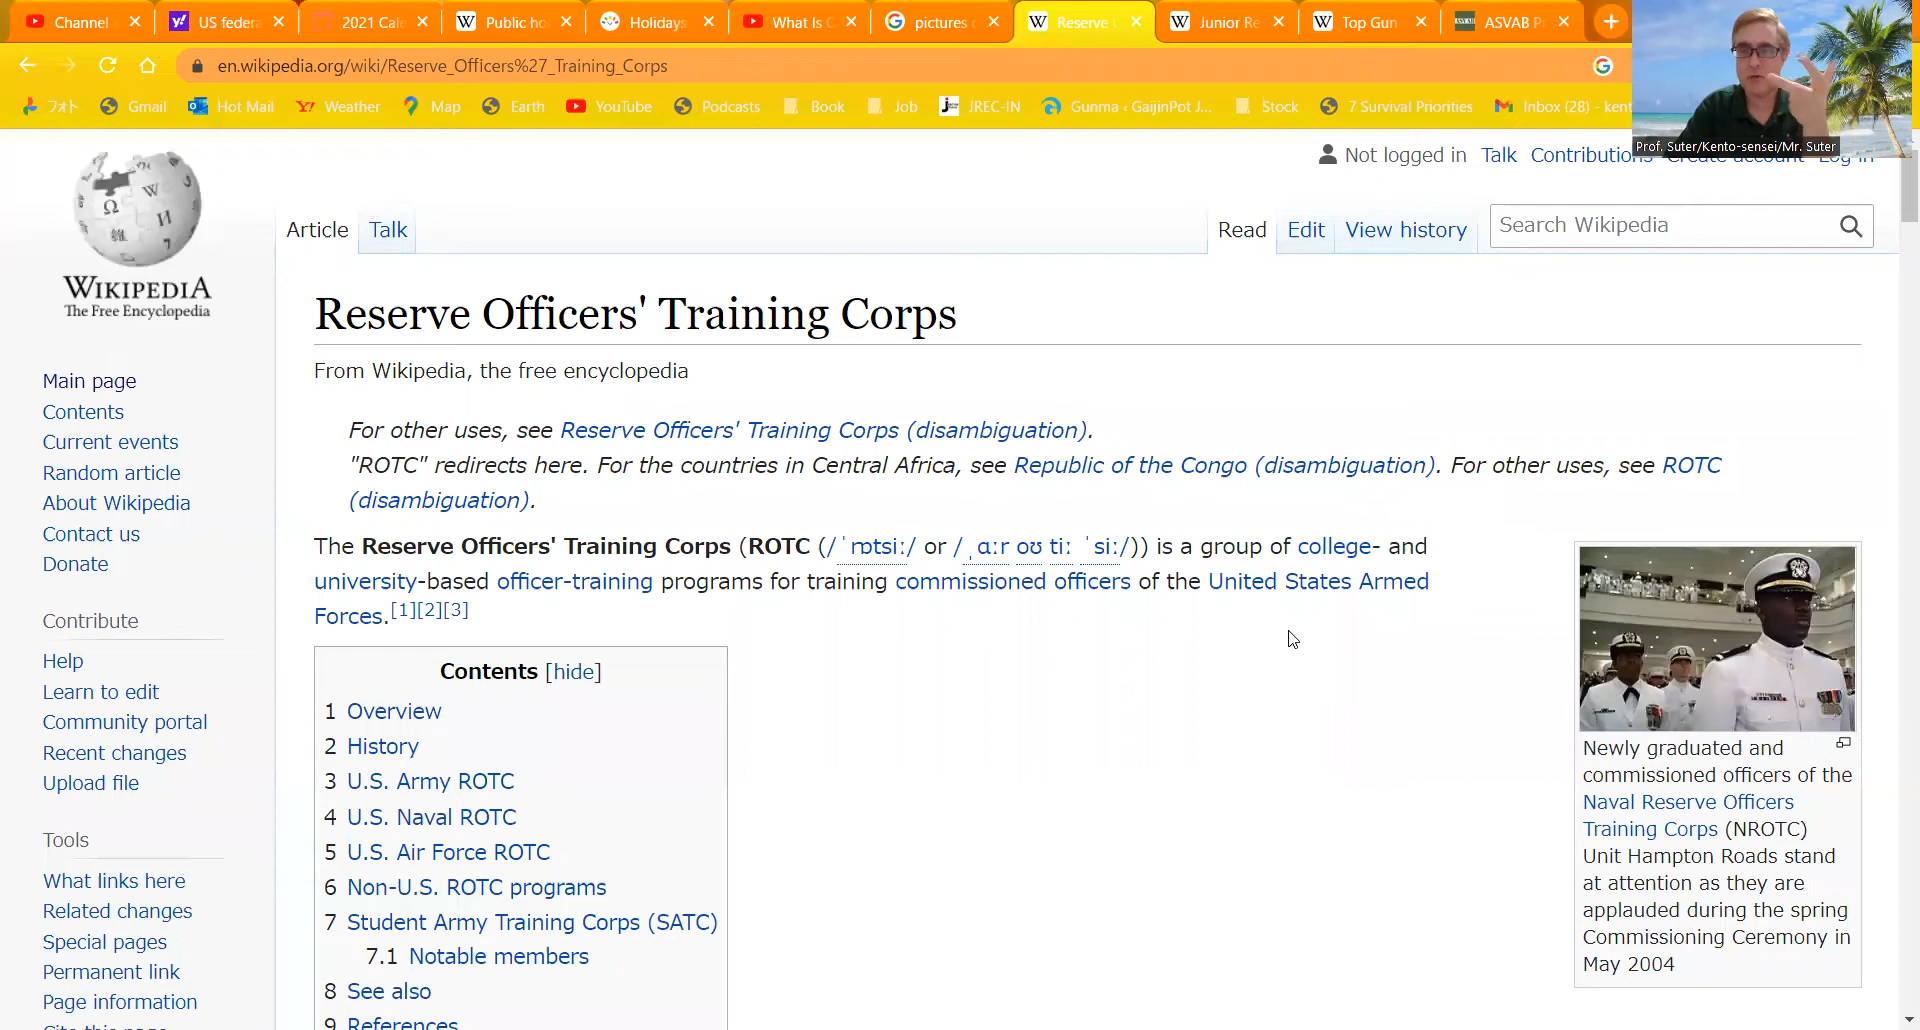 Channel
US federa
2021 Cale
Public ho
Holidays
What Is
pictures
Reserve
Junior Re
Top Gun
ASVAB P
en.wikipedia.org/wiki/Reserve_Officers%27_Training_Corps
フォト Gmail Hot Mail Weather Map Earth YouTube Podcasts Book Job JREC-IN Gunma ‹ GaijinPot J... Stock 7 Survival Priorities Inbox (28) - kent
Prof. Suter/Kento-sensei/Mr. Suter
Not logged in Talk Contributions Create account Log in
WIKIPEDIA
The Free Encyclopedia
Article Talk Read Edit View history Search Wikipedia
Reserve Officers' Training Corps
From Wikipedia, the free encyclopedia
For other uses, see Reserve Officers' Training Corps (disambiguation).
"ROTC" redirects here. For the countries in Central Africa, see Republic of the Congo (disambiguation). For other uses, see ROTC
(disambiguation).
The Reserve Officers' Training Corps (ROTC (/ˈrɒtsiː/ or /ˌɑːr oʊ tiː ˈsiː/)) is a group of college- and
university-based officer-training programs for training commissioned officers of the United States Armed
Forces.[1][2][3]
Contents [hide]
1 Overview
2 History
3 U.S. Army ROTC
4 U.S. Naval ROTC
5 U.S. Air Force ROTC
6 Non-U.S. ROTC programs
7 Student Army Training Corps (SATC)
7.1 Notable members
8 See also
9 References
Newly graduated and
commissioned officers of the
Naval Reserve Officers
Training Corps (NROTC)
Unit Hampton Roads stand
at attention as they are
applauded during the spring
Commissioning Ceremony in
May 2004
Main page
Contents
Current events
Random article
About Wikipedia
Contact us
Donate
Contribute
Help
Learn to edit
Community portal
Recent changes
Upload file
Tools
What links here
Related changes
Special pages
Permanent link
Page information
Cite this page